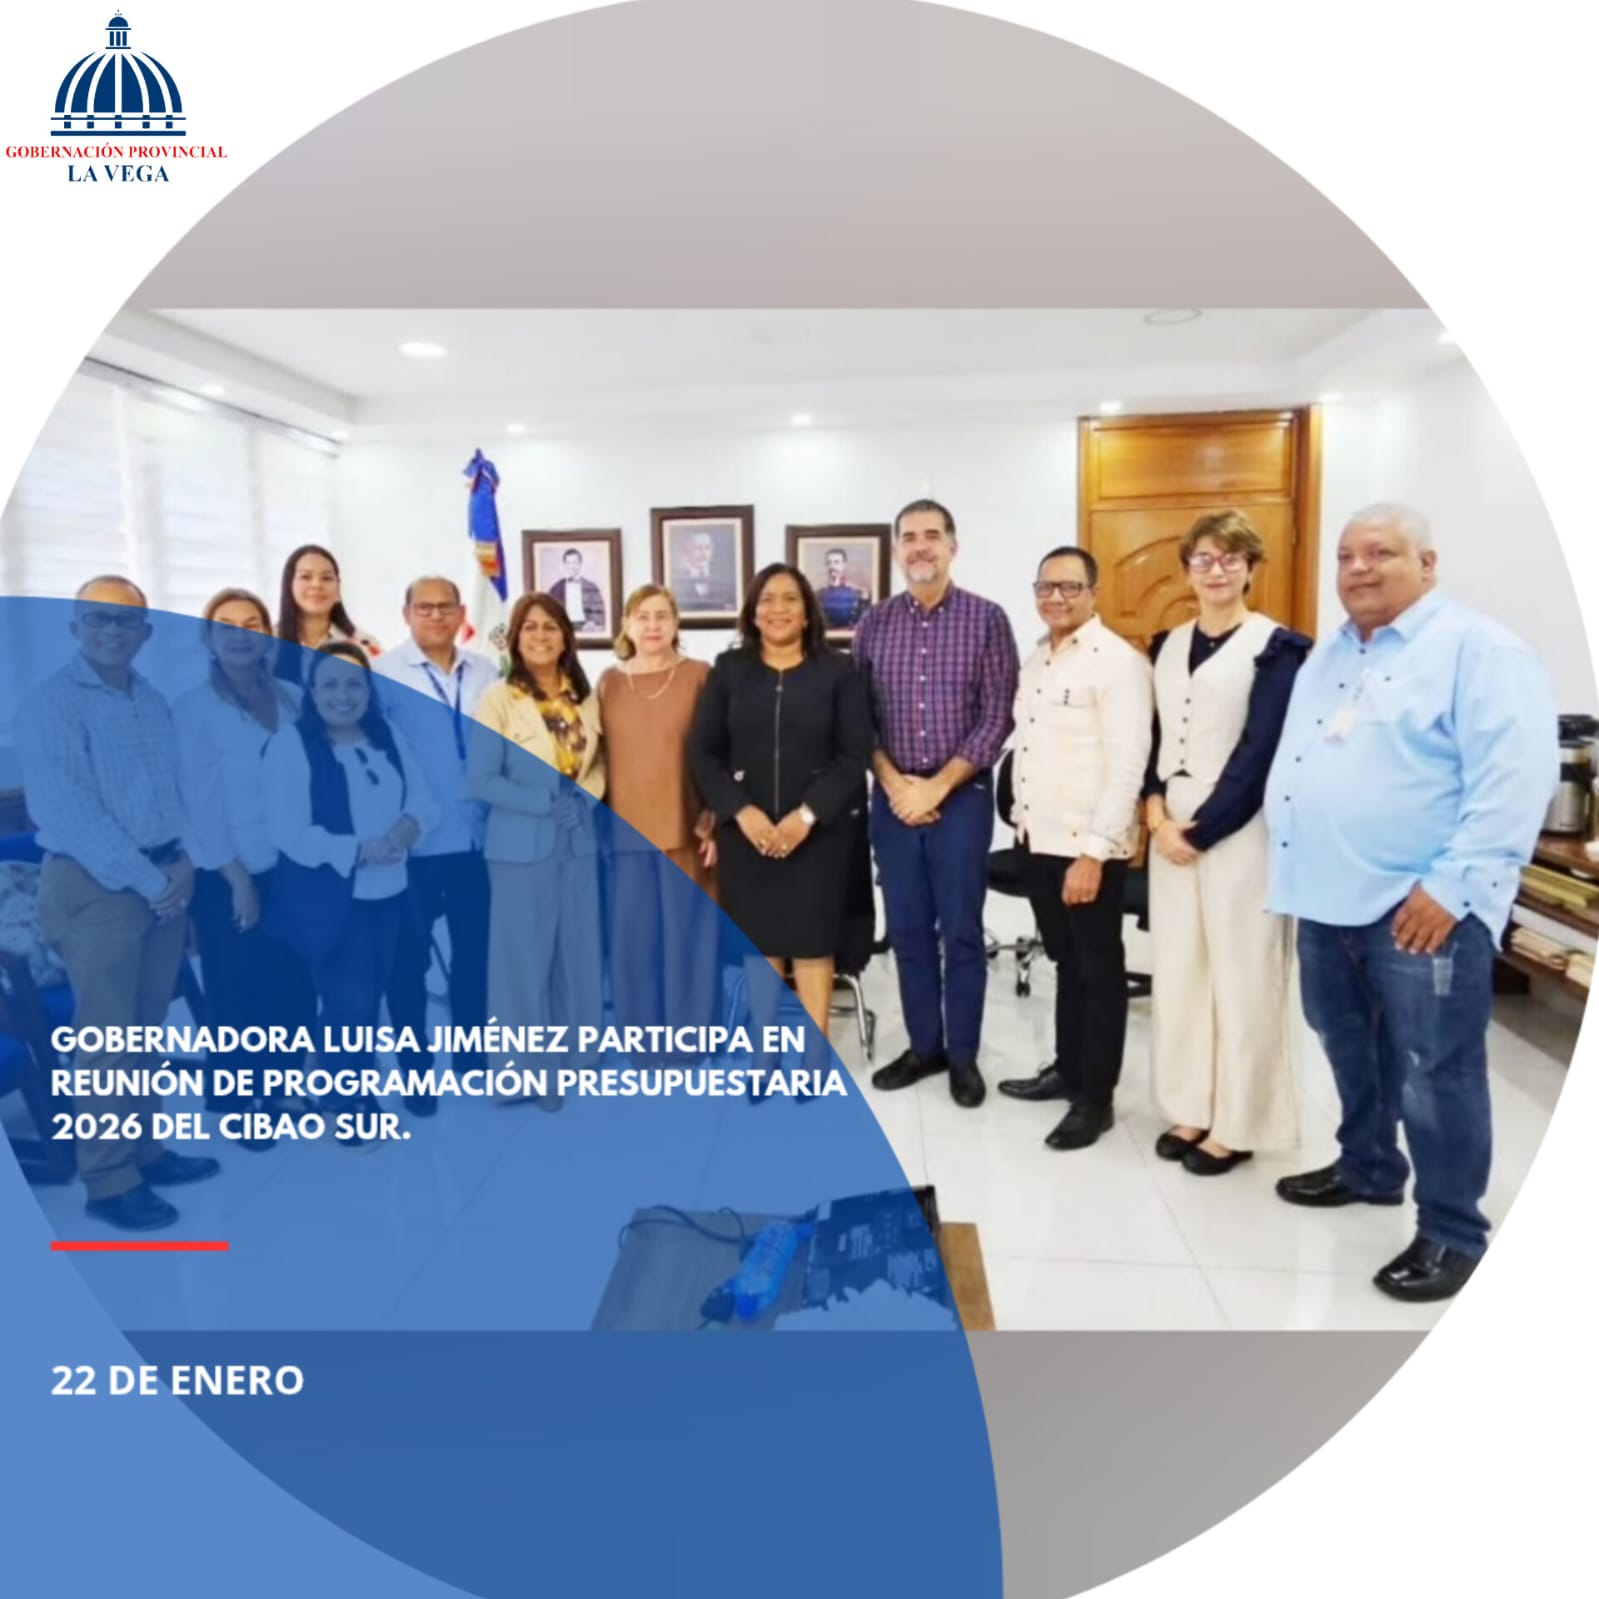 GOBERNACIÓN PROVINCIAL
LA VEGA
GOBERNADORA LUISA JIMÉNEZ PARTICIPA EN
REUNIÓN DE PROGRAMACIÓN PRESUPUESTARIA
2026 DEL CIBAO SUR.
22 DE ENERO